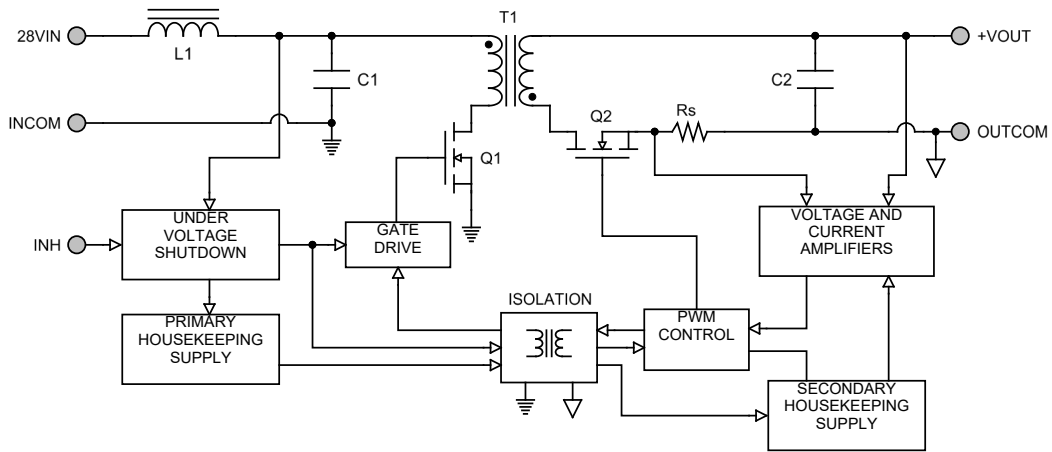 T1
28VIN
L1
C1
C2
+VOUT
INCOM
Q1
Q2
Rs
OUTCOM
INH
UNDER
VOLTAGE
SHUTDOWN
GATE
DRIVE
VOLTAGE AND
CURRENT
AMPLIFIERS
ISOLATION
PRIMARY
HOUSEKEEPING
SUPPLY
PWM
CONTROL
SECONDARY
HOUSEKEEPING
SUPPLY